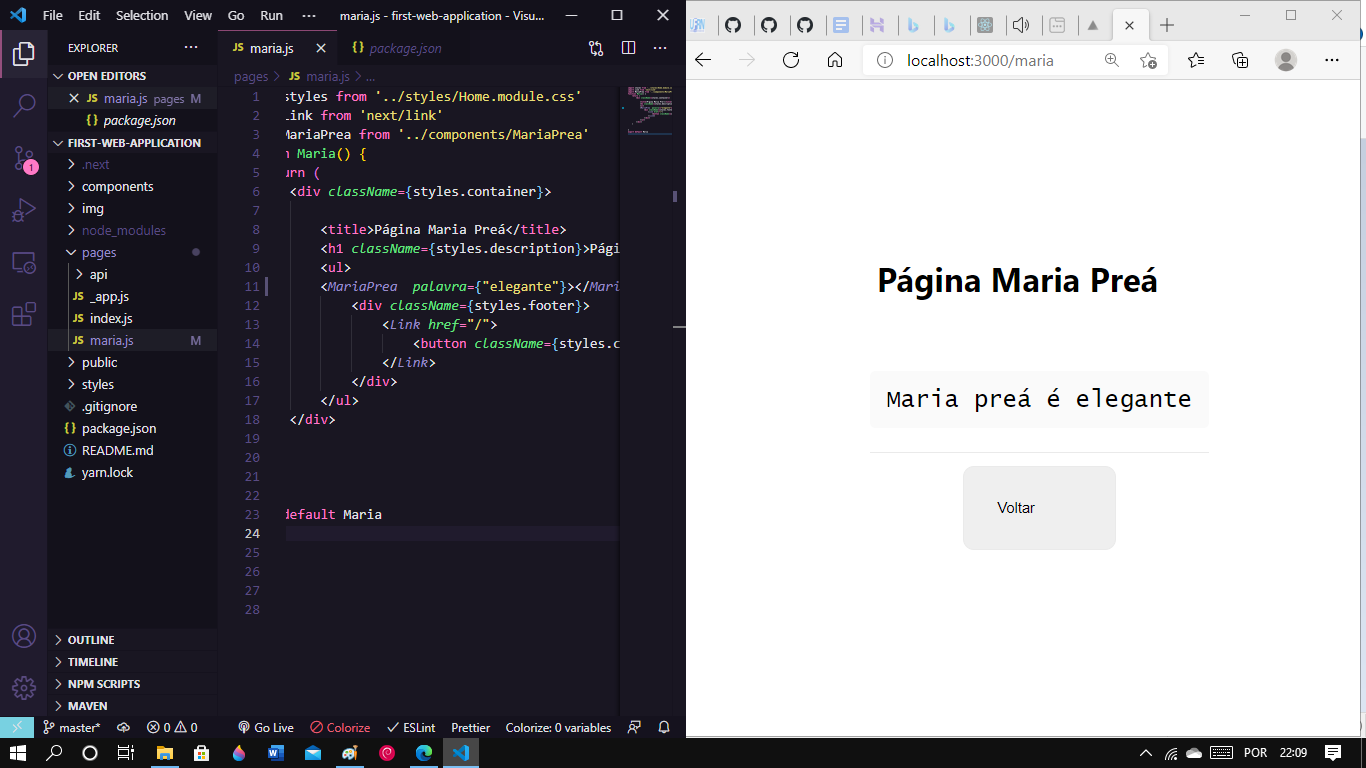 File Edit Selection View Go Run ··· maria.js - first-web-application - Visu...
EXPLORER ···
OPEN EDITORS
JS maria.js pages M
{} package.json
FIRST-WEB-APPLICATION
.next
components
img
node_modules
pages
api
JS _app.js
JS index.js
JS maria.js M
public
styles
.gitignore
{} package.json
README.md
yarn.lock
OUTLINE
TIMELINE
NPM SCRIPTS
MAVEN
1
JS maria.js {} package.json ···
pages > JS maria.js > ...
1 styles from '../styles/Home.module.css'
2 Link from 'next/link'
3 MariaPrea from '../components/MariaPrea'
4 n Maria() {
5 urn (
6 <div className={styles.container}>
7
8 <title>Página Maria Preá</title>
9 <h1 className={styles.description}>Pági
10 <ul>
11 <MariaPrea palavra={"elegante"}></Mari
12 <div className={styles.footer}>
13 <Link href="/">
14 <button className={styles.c
15 </Link>
16 </div>
17 </ul>
18 </div>
19
20
21
22
23 default Maria
24
25
26
27
28
master* 0 0 Go Live Colorize ESLint Prettier Colorize: 0 variables
localhost:3000/maria
Página Maria Preá
Maria preá é elegante
Voltar
POR 22:09